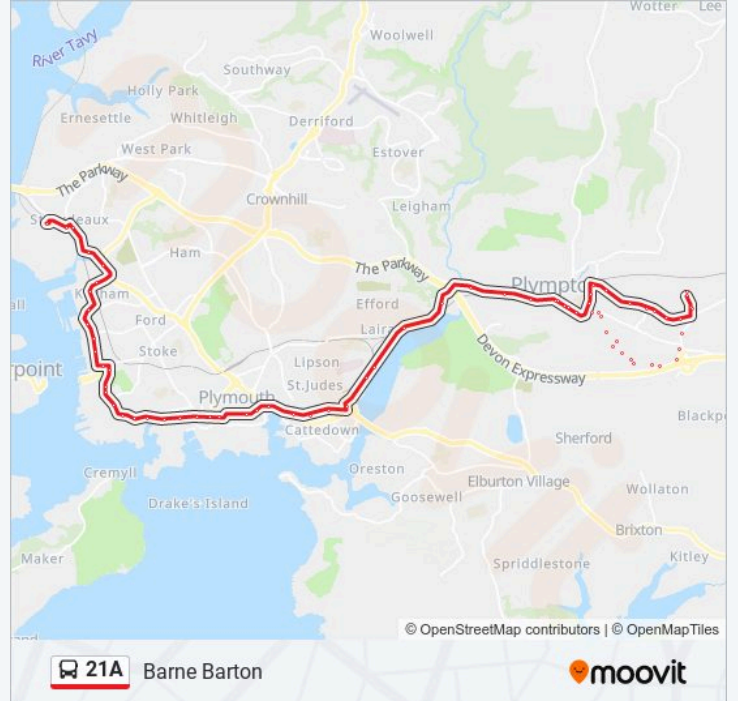 Wotter
Lee
Woolwell
River Tavy
Southway
Holly Park
Ernesettle
Whitleigh
Derriford
West Park
Estover
The Parkway
Crownhill
Leigham
Ham
The Parkway
Plympto
Efford
Ford
Laira
Stoke
Lipson
Devon Expressway
rpoint
St.Judes
Plymouth
Blackp
Cattedown
Sherford
Cremyll
Oreston
Elburton Village
Goosewell
Wollaton
Drake's Island
Brixton
Maker
Kitley
Spriddlestone
© OpenStreetMap contributors | © OpenMapTiles
21A Barne Barton
moovit